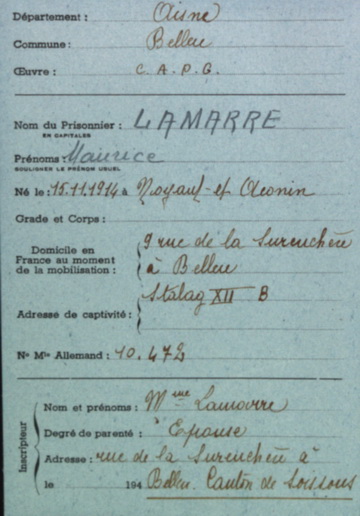 Département : Aisne
Commune : Belleu
Œuvre : C. A. P. G.
Nom du Prisonnier : LAMARRE
EN CAPITALES
Prénoms : Maurice
SOULIGNER LE PRÉNOM USUEL
Né le : 15.11.1914 à Noyant-et Aconin
Grade et Corps :
Domicile en France au moment de la mobilisation : 9 rue de la Surenchère
à Belleu
Adresse de captivité : Stalag XII B
No Mle Allemand : 10.472
Inscripteur
Nom et prénoms : Mme Lamarre
Degré de parenté : Epouse
Adresse : rue de la Surenchère à
le 194 Belleu. Canton de Soissons